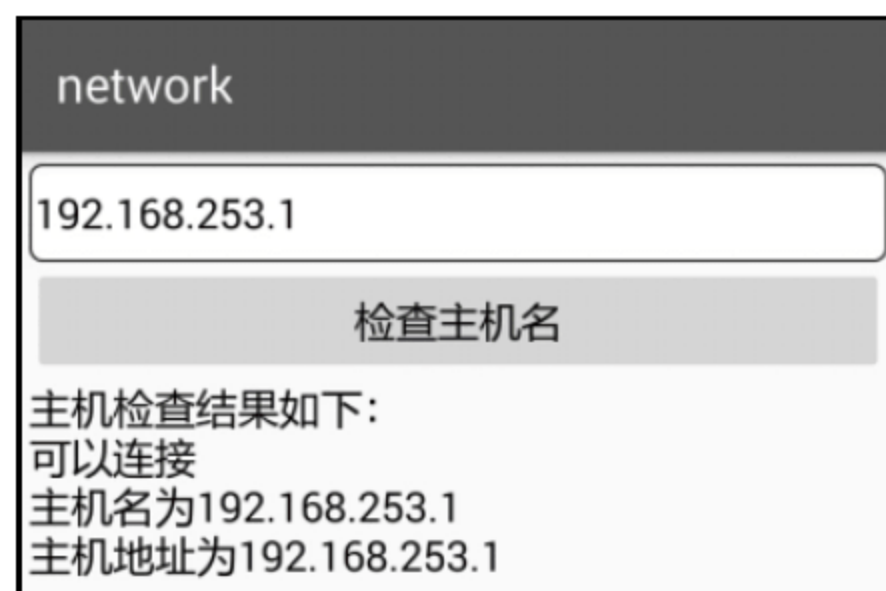 network
192.168.253.1
检查主机名
主机检查结果如下：
可以连接
主机名为192.168.253.1
主机地址为192.168.253.1